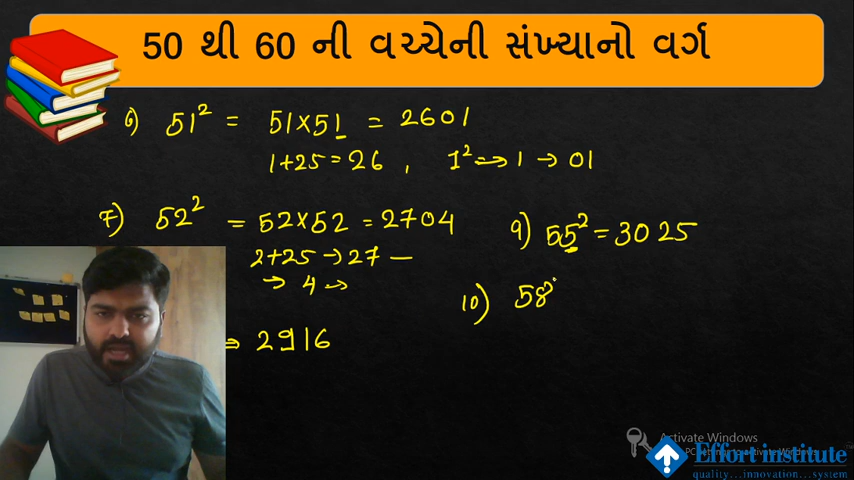 50 થી 60 ની વચ્ચેની સંખ્યાનો વર્ગ
6) 51² = 51×51 = 2601
1+25=26 , 1² ⇒ 1 → 01
7) 52² = 52×52 = 2704
2+25 → 27 —
→ 4 →
⇒ 2916
9) 55² = 3025
10) 58
Activate Windows
Effort institute
quality...innovation...system